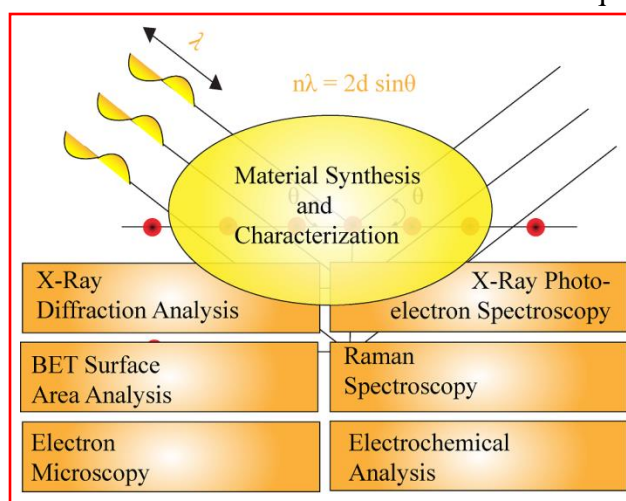 λ
nλ = 2d sinθ
Material Synthesis
and
Characterization
θ
θ
X-Ray
Diffraction Analysis
X-Ray Photo-
electron Spectroscopy
BET Surface
Area Analysis
Raman
Spectroscopy
Electron
Microscopy
Electrochemical
Analysis